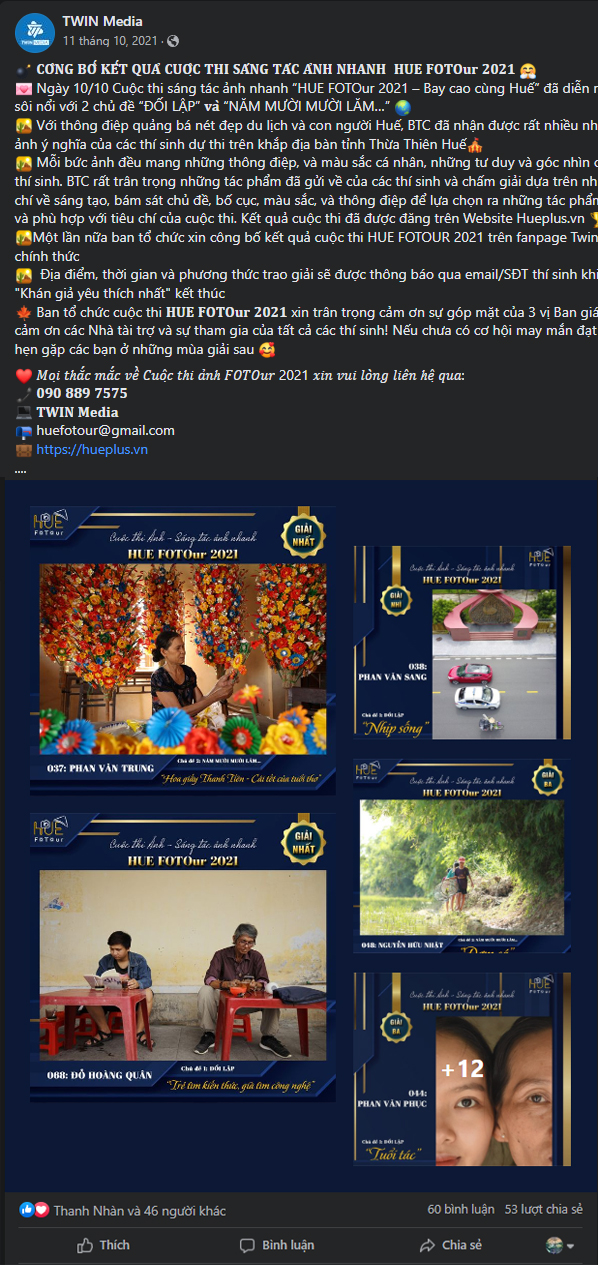 TWIN Media
11 tháng 10, 2021
CÔNG BỐ KẾT QUẢ CUỘC THI SÁNG TÁC ẢNH NHANH HUE FOTOur 2021
Ngày 10/10 Cuộc thi sáng tác ảnh nhanh “HUE FOTOur 2021 – Bay cao cùng Huế” đã diễn
sôi nổi với 2 chủ đề “ĐỐI LẬP” và “NĂM MƯỜI MƯỜI LĂM...”
Với thông điệp quảng bá nét đẹp du lịch và con người Huế, BTC đã nhận được rất nhiều
ảnh ý nghĩa của các thí sinh dự thi trên khắp địa bàn tỉnh Thừa Thiên Huế
Mỗi bức ảnh đều mang những thông điệp, và màu sắc cá nhân, những tư duy và góc nhìn
thí sinh. BTC rất trân trọng những tác phẩm đã gửi về của các thí sinh và chấm giải dựa trên
chí về sáng tạo, bám sát chủ đề, bố cục, màu sắc, và thông điệp để lựa chọn ra những tác
và phù hợp với tiêu chí của cuộc thi. Kết quả cuộc thi đã được đăng trên Website Hueplus.vn
Một lần nữa ban tổ chức xin công bố kết quả cuộc thi HUE FOTOUR 2021 trên fanpage
chính thức
Địa điểm, thời gian và phương thức trao giải sẽ được thông báo qua email/SĐT thí sinh
"Khán giả yêu thích nhất" kết thúc
Ban tổ chức cuộc thi HUE FOTOUR 2021 xin trân trọng cảm ơn sự góp mặt của 3 vị Ban
cảm ơn các Nhà tài trợ và sự tham gia của tất cả các thí sinh! Nếu chưa có cơ hội may mắn đạt
hẹn gặp các bạn ở những mùa giải sau
Mọi thắc mắc về Cuộc thi ảnh FOTOur 2021 xin vui lòng liên hệ qua:
090 889 7575
TWIN Media
huefotour@gmail.com
https://hueplus.vn
....
HUE
FOTOur
GIẢI
NHẤT
Cuộc thi Ảnh - Sáng tác ảnh nhanh
HUE FOTOur 2021
037: PHAN VĂN TRUNG
Chủ đề 2: NĂM MƯỜI MƯỜI LĂM...
"Hoa giấy Thanh Tiên - Cái tết của tuổi thơ"
HUE
FOTOur
Cuộc thi Ảnh - Sáng tác ảnh nhanh
HUE FOTOur 2021
GIẢI
NHÌ
038:
PHAN VĂN SANG
Chủ đề 1: ĐỐI LẬP
"Nhịp sống"
HUE
FOTOur
Cuộc thi Ảnh - Sáng tác ảnh nhanh
HUE FOTOur 2021
GIẢI
BA
048: NGUYỄN HỮU NHẬT
Chủ đề 2: NĂM MƯỜI MƯỜI LĂM...
HUE
FOTOur
Cuộc thi Ảnh - Sáng tác ảnh nhanh
HUE FOTOur 2021
GIẢI
NHẤT
068: ĐỖ HOÀNG QUÂN
Chủ đề 1: ĐỐI LẬP
"Trẻ tìm kiến thức, già tìm công nghệ"
HUE
FOTOur
Cuộc thi Ảnh - Sáng tác ảnh nhanh
HUE FOTOur 2021
GIẢI
BA
044:
PHAN VĂN PHỤC
Chủ đề 1: ĐỐI LẬP
"Tuổi tác"
+12
Thanh Nhàn và 46 người khác
60 bình luận
53 lượt chia sẻ
Thích
Bình luận
Chia sẻ